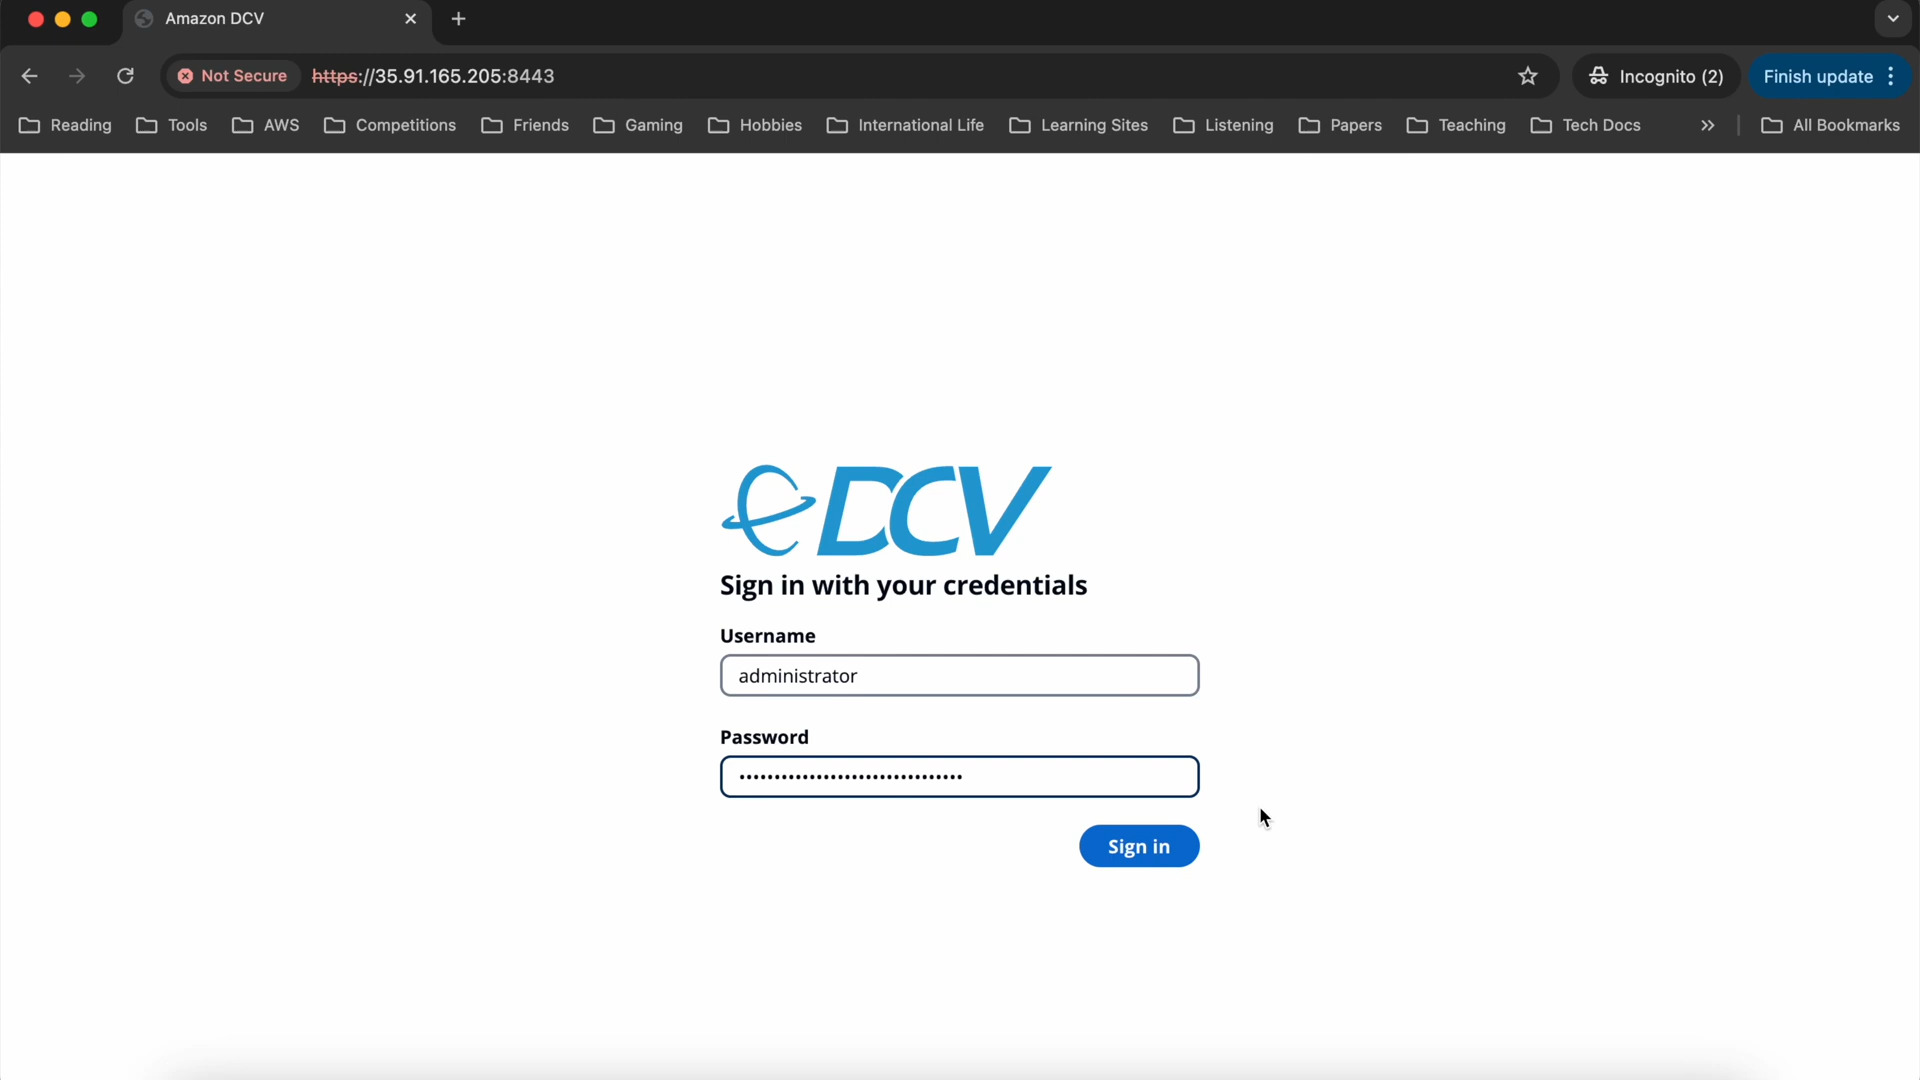 Amazon DCV
Not Secure https://35.91.165.205:8443 Incognito (2) Finish update
Reading Tools AWS Competitions Friends Gaming Hobbies International Life Learning Sites Listening Papers Teaching Tech Docs » All Bookmarks
eDCV
Sign in with your credentials
Username
administrator
Password
••••••••••••••••••••••••••••••••
Sign in